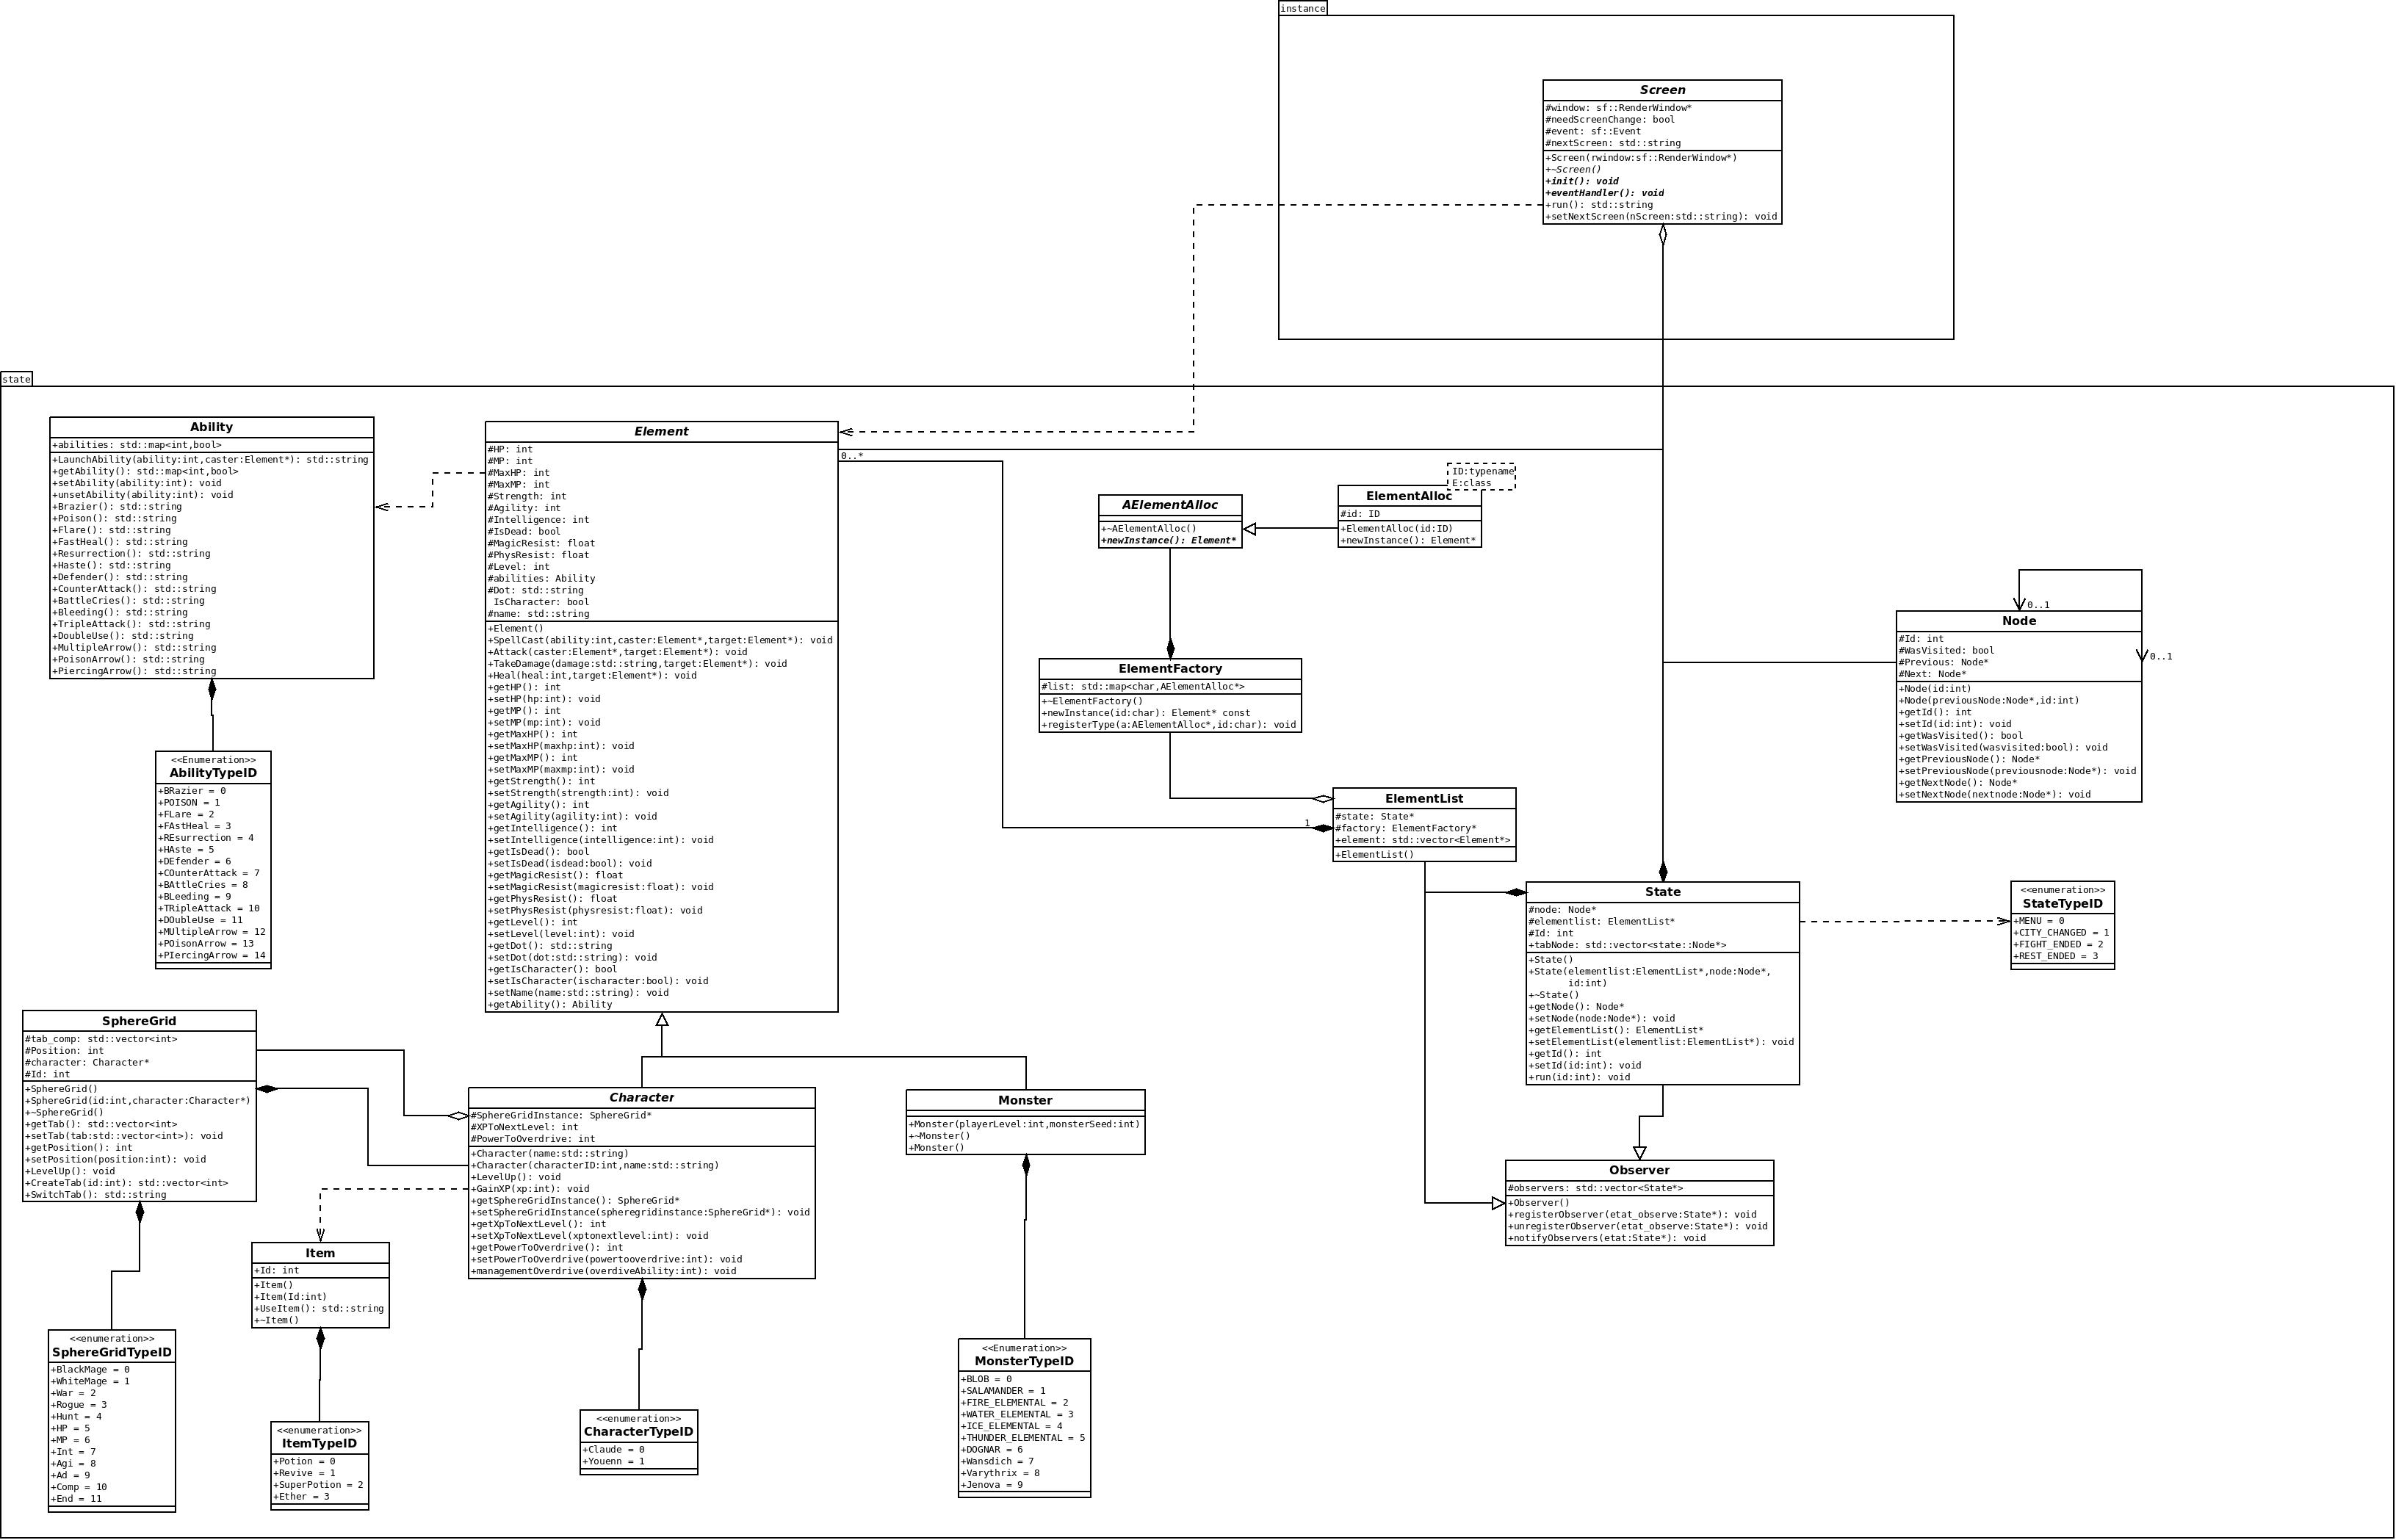 instance
Screen
#window: sf::RenderWindow*
#needScreenChange: bool
#event: sf::Event
#nextScreen: std::string
+Screen(rwindow:sf::RenderWindow*)
+~Screen()
+init(): void
+eventHandler(): void
+run(): std::string
+setNextScreen(nScreen:std::string): void
state
Ability
+abilities: std::map<int,bool>
+LaunchAbility(ability:int,caster:Element*): std::string
+getAbility(): std::map<int,bool>
+setAbility(ability:int): void
+unsetAbility(ability:int): void
+Brazier(): std::string
+Poison(): std::string
+Flare(): std::string
+FastHeal(): std::string
+Resurrection(): std::string
+Haste(): std::string
+Defender(): std::string
+CounterAttack(): std::string
+BattleCries(): std::string
+Bleeding(): std::string
+TripleAttack(): std::string
+DoubleUse(): std::string
+MultipleArrow(): std::string
+PoisonArrow(): std::string
+PiercingArrow(): std::string
<<Enumeration>>
AbilityTypeID
+BRazier = 0
+POISON = 1
+FLare = 2
+FAstHeal = 3
+REsurrection = 4
+HAste = 5
+DEfender = 6
+COunterAttack = 7
+BAttleCries = 8
+BLeeding = 9
+TRipleAttack = 10
+DOubleUse = 11
+MUltipleArrow = 12
+POisonArrow = 13
+PIercingArrow = 14
Element
#HP: int
#MP: int
#MaxHP: int
#MaxMP: int
#Strength: int
#Agility: int
#Intelligence: int
#IsDead: bool
#MagicResist: float
#PhysResist: float
#Level: int
#abilities: Ability
#Dot: std::string
IsCharacter: bool
#name: std::string
+Element()
+SpellCast(ability:int,caster:Element*,target:Element*): void
+Attack(caster:Element*,target:Element*): void
+TakeDamage(damage:std::string,target:Element*): void
+Heal(heal:int,target:Element*): void
+getHP(): int
+setHP(hp:int): void
+getMP(): int
+setMP(mp:int): void
+getMaxHP(): int
+setMaxHP(maxhp:int): void
+getMaxMP(): int
+setMaxMP(maxmp:int): void
+getStrength(): int
+setStrength(strength:int): void
+getAgility(): int
+setAgility(agility:int): void
+getIntelligence(): int
+setIntelligence(intelligence:int): void
+getIsDead(): bool
+setIsDead(isdead:bool): void
+getMagicResist(): float
+setMagicResist(magicresist:float): void
+getPhysResist(): float
+setPhysResist(physresist:float): void
+getLevel(): int
+setLevel(level:int): void
+getDot(): std::string
+setDot(dot:std::string): void
+getIsCharacter(): bool
+setIsCharacter(ischaracter:bool): void
+setName(name:std::string): void
+getAbility(): Ability
0..*
AElementAlloc
+~AElementAlloc()
+newInstance(): Element*
ID:typename
E:class
ElementAlloc
#id: ID
+ElementAlloc(id:ID)
+newInstance(): Element*
ElementFactory
#list: std::map<char,AElementAlloc*>
+~ElementFactory()
+newInstance(id:char): Element* const
+registerType(a:AElementAlloc*,id:char): void
1
ElementList
#state: State*
#factory: ElementFactory*
+element: std::vector<Element*>
+ElementList()
0..1
0..1
Node
#Id: int
#WasVisited: bool
#Previous: Node*
#Next: Node*
+Node(id:int)
+Node(previousNode:Node*,id:int)
+getId(): int
+setId(id:int): void
+getWasVisited(): bool
+setWasVisited(wasvisited:bool): void
+getPreviousNode(): Node*
+setPreviousNode(previousnode:Node*): void
+getNextNode(): Node*
+setNextNode(nextnode:Node*): void
State
#node: Node*
#elementlist: ElementList*
#Id: int
+tabNode: std::vector<state::Node*>
+State()
+State(elementlist:ElementList*,node:Node*,
id:int)
+~State()
+getNode(): Node*
+setNode(node:Node*): void
+getElementList(): ElementList*
+setElementList(elementlist:ElementList*): void
+getId(): int
+setId(id:int): void
+run(id:int): void
<<enumeration>>
StateTypeID
+MENU = 0
+CITY_CHANGED = 1
+FIGHT_ENDED = 2
+REST_ENDED = 3
Observer
#observers: std::vector<State*>
+Observer()
+registerObserver(etat_observe:State*): void
+unregisterObserver(etat_observe:State*): void
+notifyObservers(etat:State*): void
SphereGrid
#tab_comp: std::vector<int>
#Position: int
#character: Character*
#Id: int
+SphereGrid()
+SphereGrid(id:int,character:Character*)
+~SphereGrid()
+getTab(): std::vector<int>
+setTab(tab:std::vector<int>): void
+getPosition(): int
+setPosition(position:int): void
+LevelUp(): void
+CreateTab(id:int): std::vector<int>
+SwitchTab(): std::string
Character
#SphereGridInstance: SphereGrid*
#XPToNextLevel: int
#PowerToOverdrive: int
+Character(name:std::string)
+Character(characterID:int,name:std::string)
+LevelUp(): void
+GainXP(xp:int): void
+getSphereGridInstance(): SphereGrid*
+setSphereGridInstance(spheregridinstance:SphereGrid*): void
+getXpToNextLevel(): int
+setXpToNextLevel(xptonextlevel:int): void
+getPowerToOverdrive(): int
+setPowerToOverdrive(powertooverdrive:int): void
+managementOverdrive(overdiveAbility:int): void
Monster
+Monster(playerLevel:int,monsterSeed:int)
+~Monster()
+Monster()
Item
+Id: int
+Item()
+Item(Id:int)
+UseItem(): std::string
+~Item()
<<enumeration>>
SphereGridTypeID
+BlackMage = 0
+WhiteMage = 1
+War = 2
+Rogue = 3
+Hunt = 4
+HP = 5
+MP = 6
+Int = 7
+Agi = 8
+Ad = 9
+Comp = 10
+End = 11
<<enumeration>>
ItemTypeID
+Potion = 0
+Revive = 1
+SuperPotion = 2
+Ether = 3
<<enumeration>>
CharacterTypeID
+Claude = 0
+Youenn = 1
<<Enumeration>>
MonsterTypeID
+BLOB = 0
+SALAMANDER = 1
+FIRE_ELEMENTAL = 2
+WATER_ELEMENTAL = 3
+ICE_ELEMENTAL = 4
+THUNDER_ELEMENTAL = 5
+DOGNAR = 6
+Wansdich = 7
+Varythrix = 8
+Jenova = 9